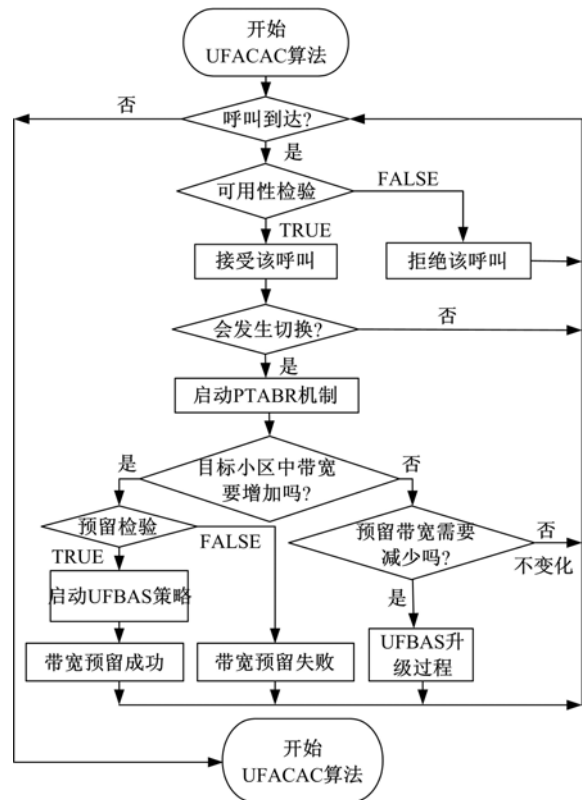 开始
UFACAC算法
否
呼叫到达?
是
可用性检验
FALSE
TRUE
接受该呼叫
拒绝该呼叫
会发生切换?
否
是
启动PTABR机制
是
目标小区中带宽
要增加吗?
否
预留检验
TRUE
FALSE
预留带宽需要
减少吗?
否
不变化
启动UFBAS策略
是
带宽预留成功
带宽预留失败
UFBAS升
级过程
开始
UFACAC算法